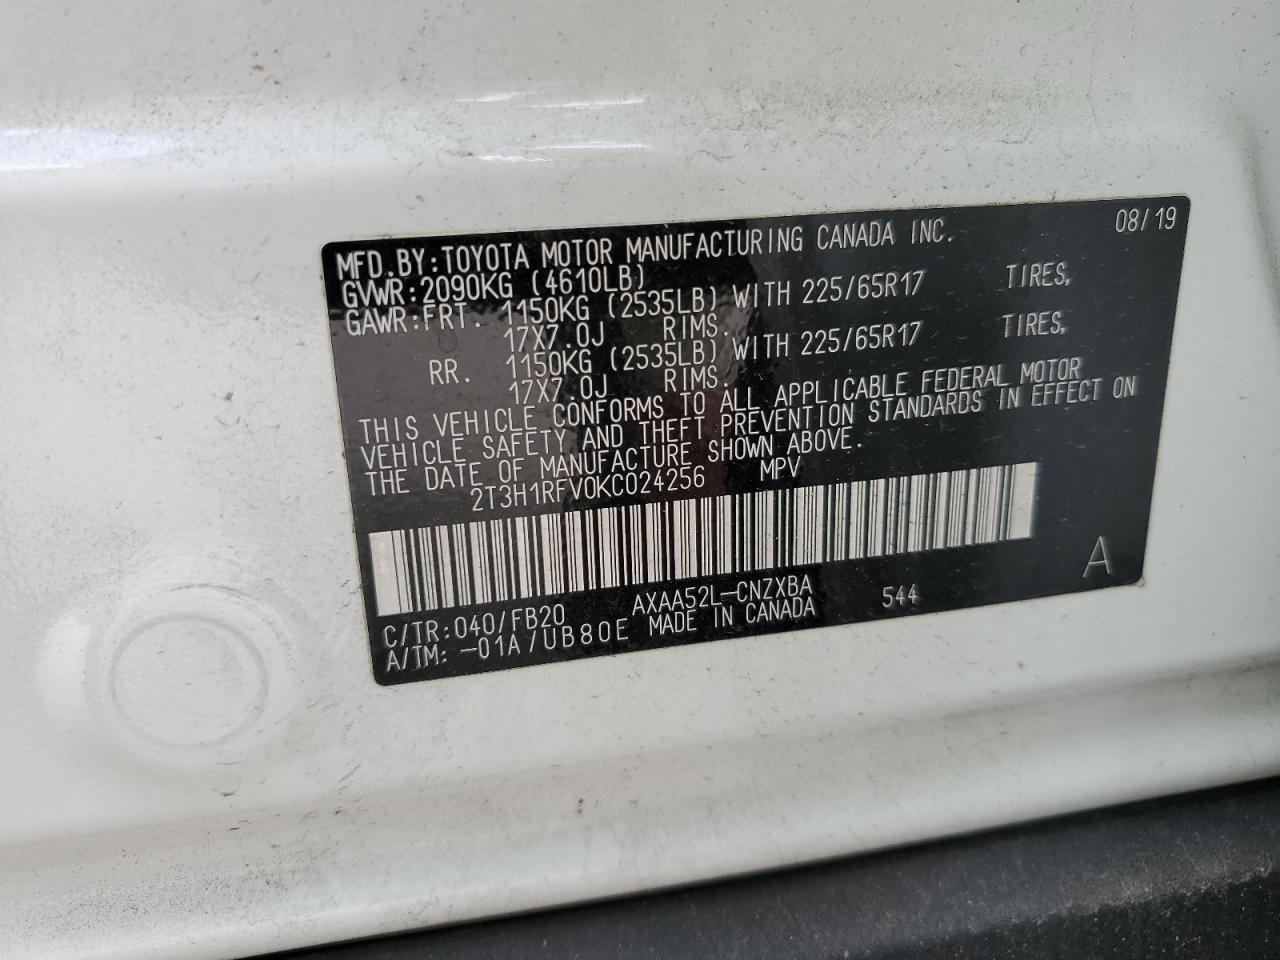 MFD.BY:TOYOTA MOTOR MANUFACTURING CANADA INC. 08/19
GVWR:2090KG (4610LB)
GAWR:FRT. 1150KG (2535LB) WITH 225/65R17 TIRES,
17X7.0J RIMS.
RR. 1150KG (2535LB) WITH 225/65R17 TIRES,
17X7.0J RIMS.
THIS VEHICLE CONFORMS TO ALL APPLICABLE FEDERAL MOTOR
VEHICLE SAFETY AND THEFT PREVENTION STANDARDS IN EFFECT ON
THE DATE OF MANUFACTURE SHOWN ABOVE.
2T3H1RFV0KC024256 MPV
C/TR:040/FB20 AXAA52L-CNZXBA 544 A
A/TM: -01A/UB80E MADE IN CANADA